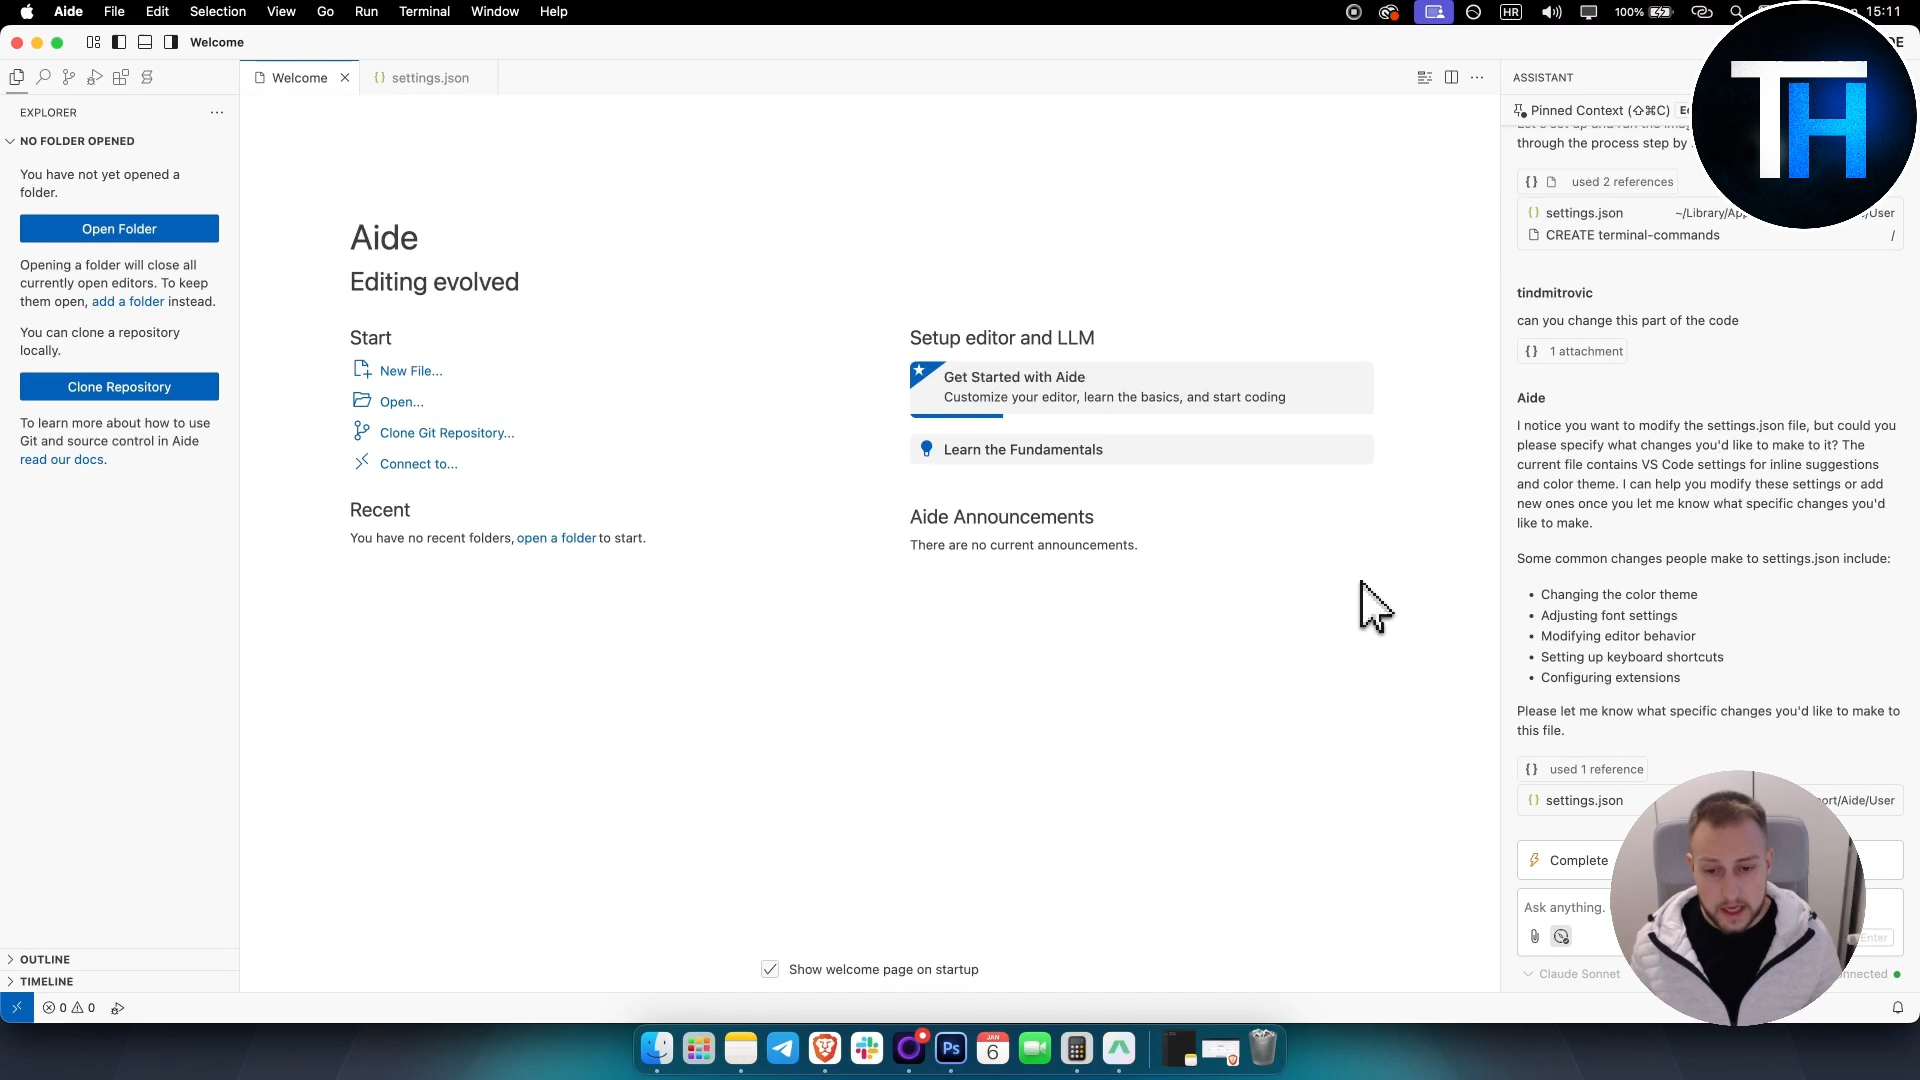 Aide File Edit Selection View Go Run Terminal Window Help
HR 100% 15:11
Welcome
Welcome
{} settings.json
ASSISTANT
EXPLORER
Pinned Context (⇧⌘C)
NO FOLDER OPENED
through the process step by
You have not yet opened a
folder.
{} used 2 references
{} settings.json
/User
Open Folder
CREATE terminal-commands /
Aide
Opening a folder will close all
currently open editors. To keep
them open, add a folder instead.
Editing evolved
tindmitrovic
can you change this part of the code
You can clone a repository
locally.
Start
Setup editor and LLM
{} 1 attachment
New File...
Get Started with Aide
Clone Repository
Customize your editor, learn the basics, and start coding
Open...
Aide
To learn more about how to use
Git and source control in Aide
read our docs.
Clone Git Repository...
Learn the Fundamentals
Connect to...
I notice you want to modify the settings.json file, but could you
please specify what changes you'd like to make to it? The
current file contains VS Code settings for inline suggestions
and color theme. I can help you modify these settings or add
new ones once you let me know what specific changes you'd
like to make.
Recent
Aide Announcements
You have no recent folders, open a folder to start.
There are no current announcements.
Some common changes people make to settings.json include:
• Changing the color theme
• Adjusting font settings
• Modifying editor behavior
• Setting up keyboard shortcuts
• Configuring extensions
Please let me know what specific changes you'd like to make to
this file.
{} used 1 reference
{} settings.json
/Aide/User
Complete
Ask anything.
Enter
Claude Sonnet
OUTLINE
Show welcome page on startup
TIMELINE
0 0
Ps
JAN
6
TH